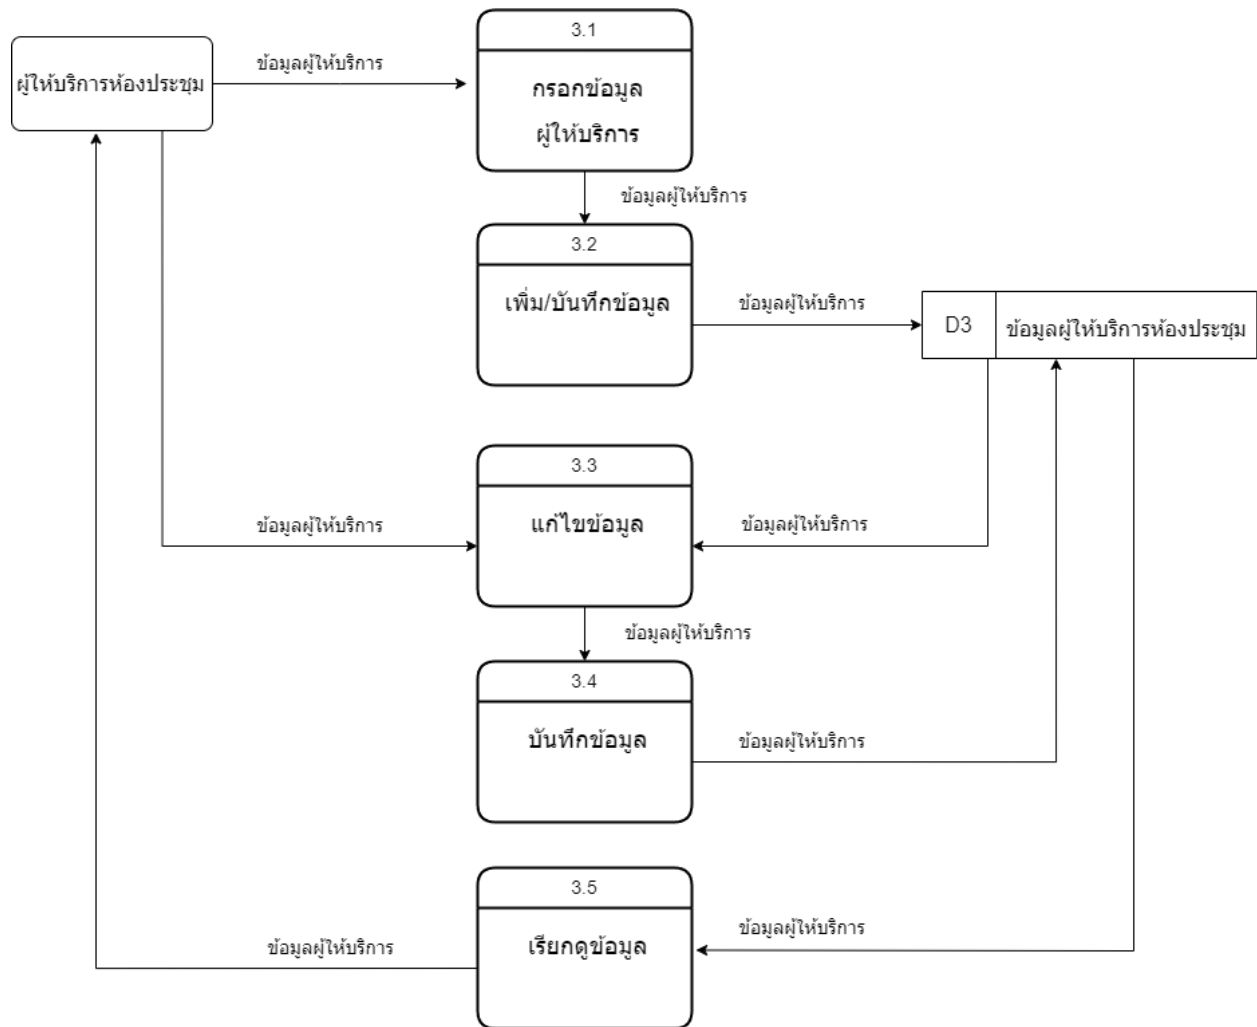 3.1
ผู้ให้บริการห้องประชุม
ข้อมูลผู้ให้บริการ
กรอกข้อมูล
ผู้ให้บริการ
ข้อมูลผู้ให้บริการ
3.2
เพิ่ม/บันทึกข้อมูล
ข้อมูลผู้ให้บริการ
D3
ข้อมูลผู้ให้บริการห้องประชุม
3.3
ข้อมูลผู้ให้บริการ
แก้ไขข้อมูล
ข้อมูลผู้ให้บริการ
ข้อมูลผู้ให้บริการ
3.4
บันทึกข้อมูล
ข้อมูลผู้ให้บริการ
3.5
ข้อมูลผู้ให้บริการ
เรียกดูข้อมูล
ข้อมูลผู้ให้บริการ